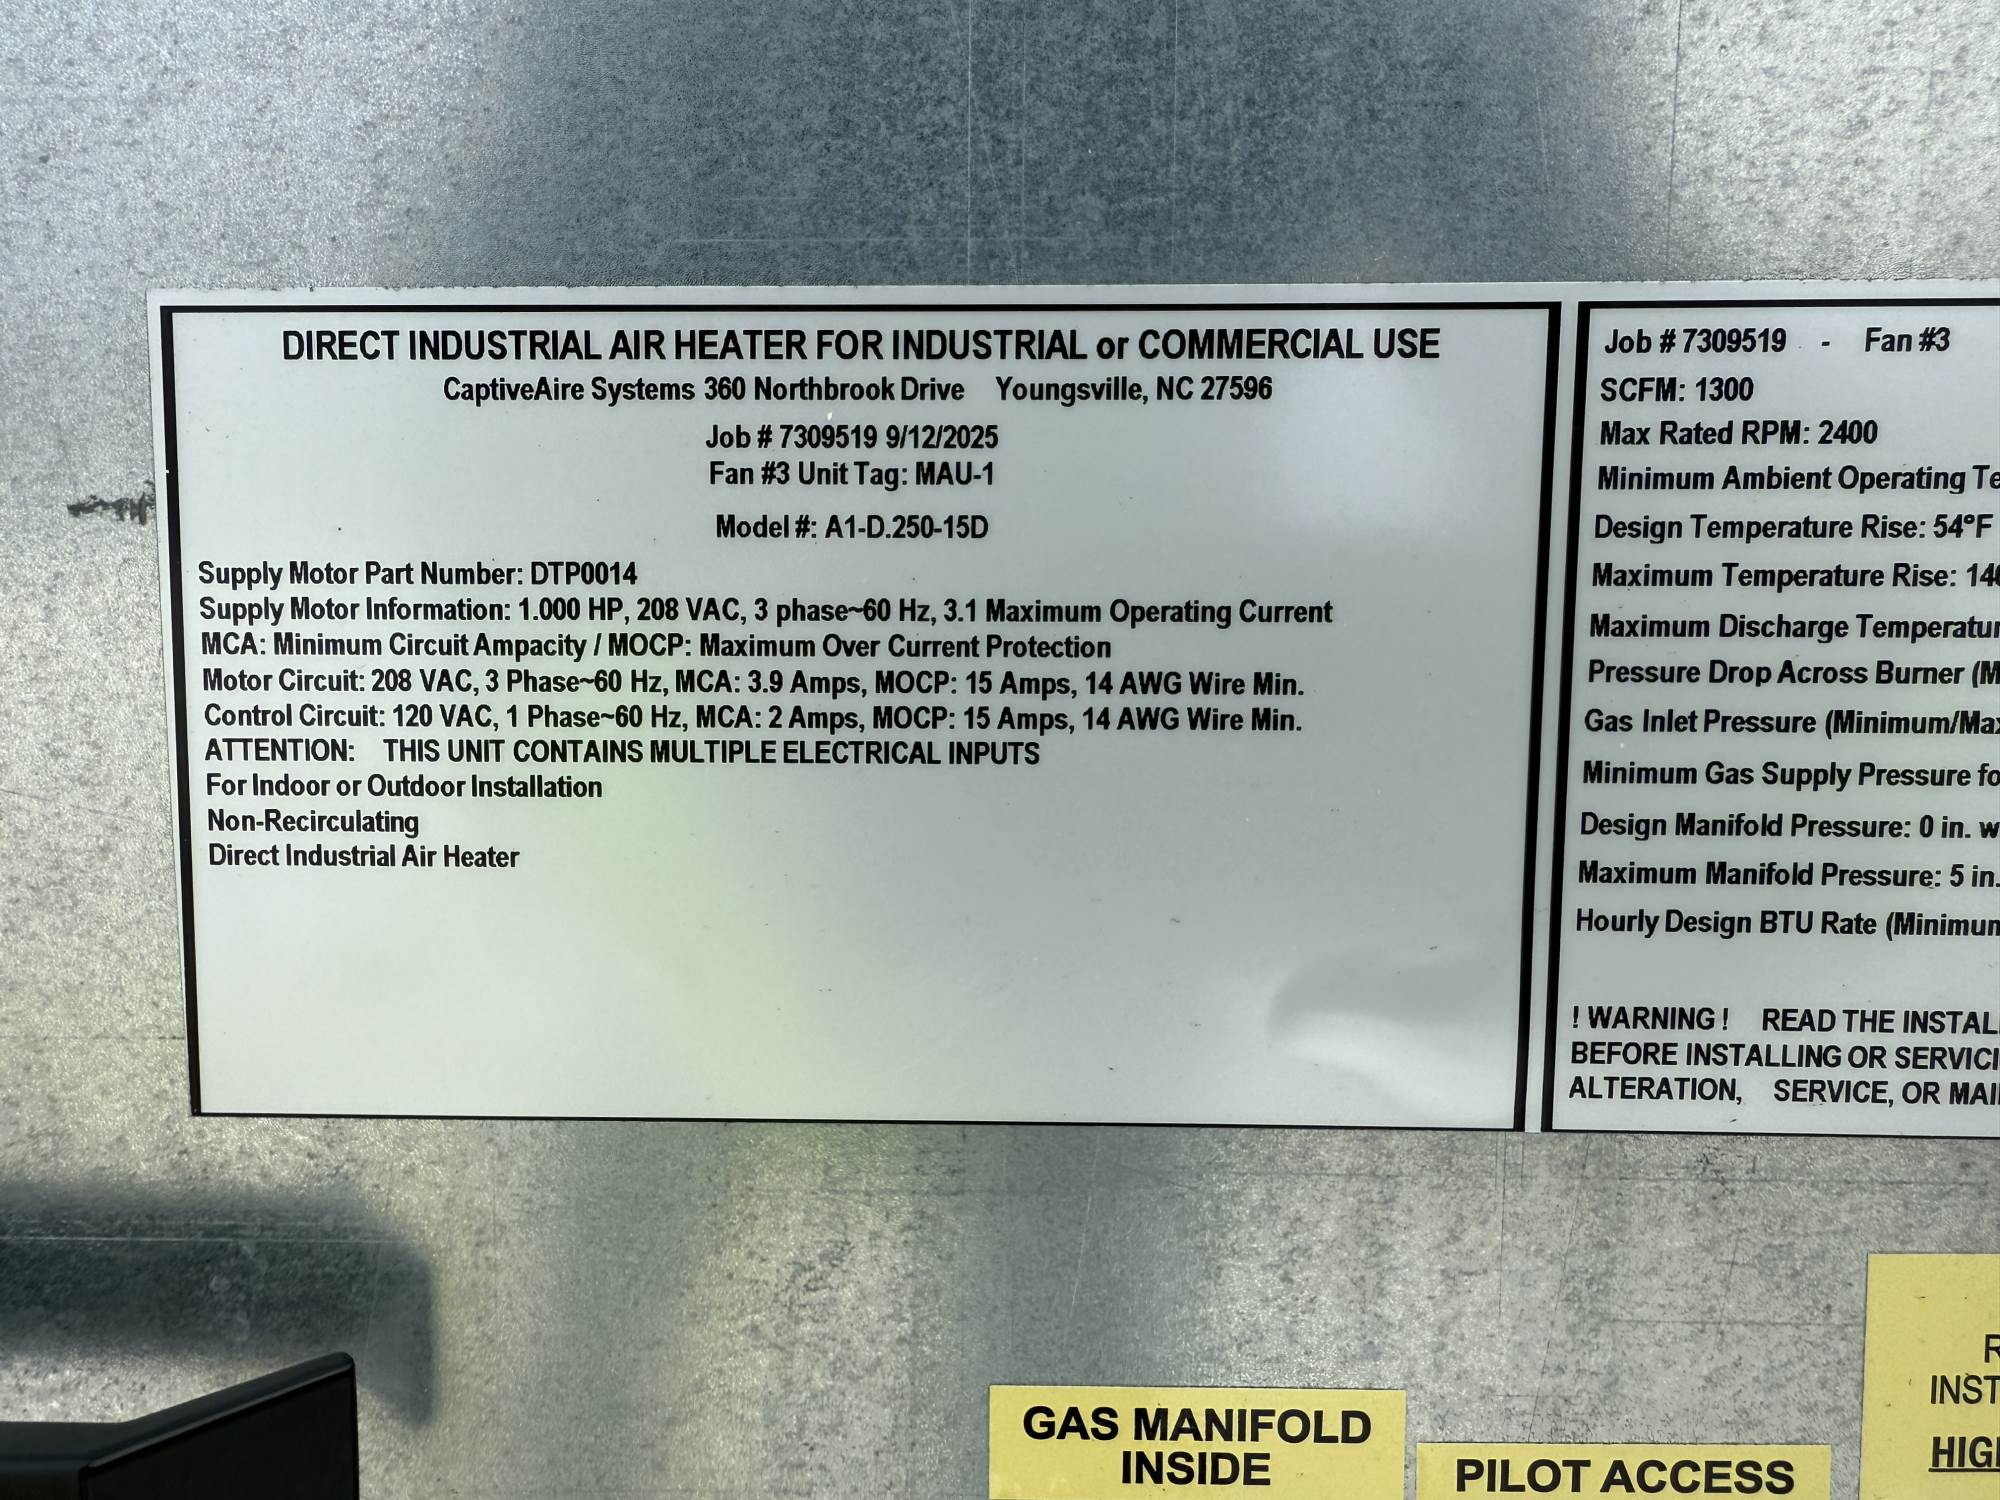 DIRECT INDUSTRIAL AIR HEATER FOR INDUSTRIAL or COMMERCIAL USE
CaptiveAire Systems 360 Northbrook Drive Youngsville, NC 27596
Job # 7309519 9/12/2025
Fan #3 Unit Tag: MAU-1
Model #: A1-D.250-15D
Supply Motor Part Number: DTP0014
Supply Motor Information: 1.000 HP, 208 VAC, 3 phase~60 Hz, 3.1 Maximum Operating Current
MCA: Minimum Circuit Ampacity / MOCP: Maximum Over Current Protection
Motor Circuit: 208 VAC, 3 Phase~60 Hz, MCA: 3.9 Amps, MOCP: 15 Amps, 14 AWG Wire Min.
Control Circuit: 120 VAC, 1 Phase~60 Hz, MCA: 2 Amps, MOCP: 15 Amps, 14 AWG Wire Min.
ATTENTION: THIS UNIT CONTAINS MULTIPLE ELECTRICAL INPUTS
For Indoor or Outdoor Installation
Non-Recirculating
Direct Industrial Air Heater
Job # 7309519 - Fan #3
SCFM: 1300
Max Rated RPM: 2400
Minimum Ambient Operating
Design Temperature Rise: 54°F
Maximum Temperature Rise:
Maximum Discharge
Pressure Drop Across Burner
Gas Inlet Pressure (Minimum/
Minimum Gas Supply Pressure
Design Manifold Pressure: 0 in.
Maximum Manifold Pressure: 5 in.
Hourly Design BTU Rate
! WARNING ! READ THE
BEFORE INSTALLING OR
ALTERATION, SERVICE, OR
GAS MANIFOLD
INSIDE
PILOT ACCESS